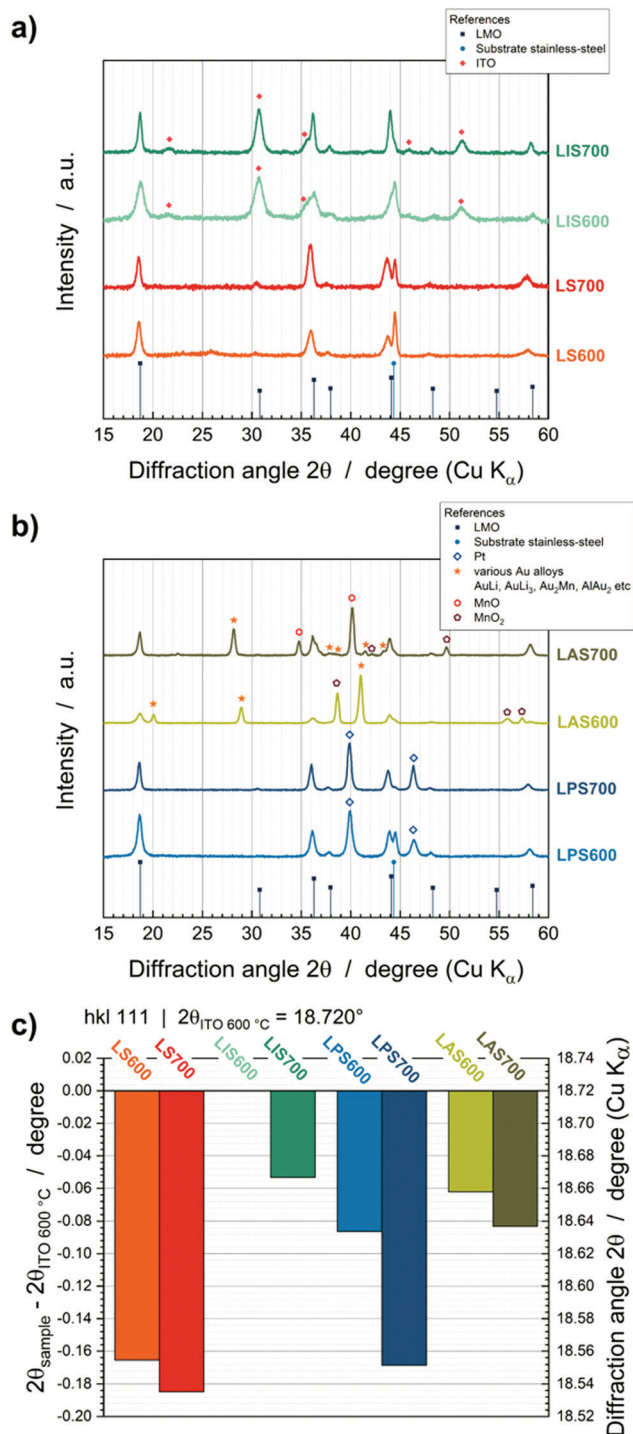 a)
References
LMO
Substrate stainless-steel
ITO
Intensity / a.u.
LIS700
LIS600
LS700
LS600
15 20 25 30 35 40 45 50 55 60
Diffraction angle 2θ / degree (Cu Kα)
b)
References
LMO
Substrate stainless-steel
Pt
various Au alloys
AuLi, AuLi3, Au2Mn, AlAu2 etc
MnO
MnO2
Intensity / a.u.
LAS700
LAS600
LPS700
LPS600
15 20 25 30 35 40 45 50 55 60
Diffraction angle 2θ / degree (Cu Kα)
c)
hkl 111 | 2θITO 600 °C = 18.720°
LS600 LS700 LIS600 LIS700 LPS600 LPS700 LAS600 LAS700
0.02 18.74
0.00 18.72
-0.02 18.70
-0.04 18.68
-0.06 18.66
-0.08 18.64
-0.10 18.62
-0.12 18.60
-0.14 18.58
-0.16 18.56
-0.18 18.54
-0.20 18.52
2θsample - 2θITO 600 °C / degree
Diffraction angle 2θ / degree (Cu Kα)